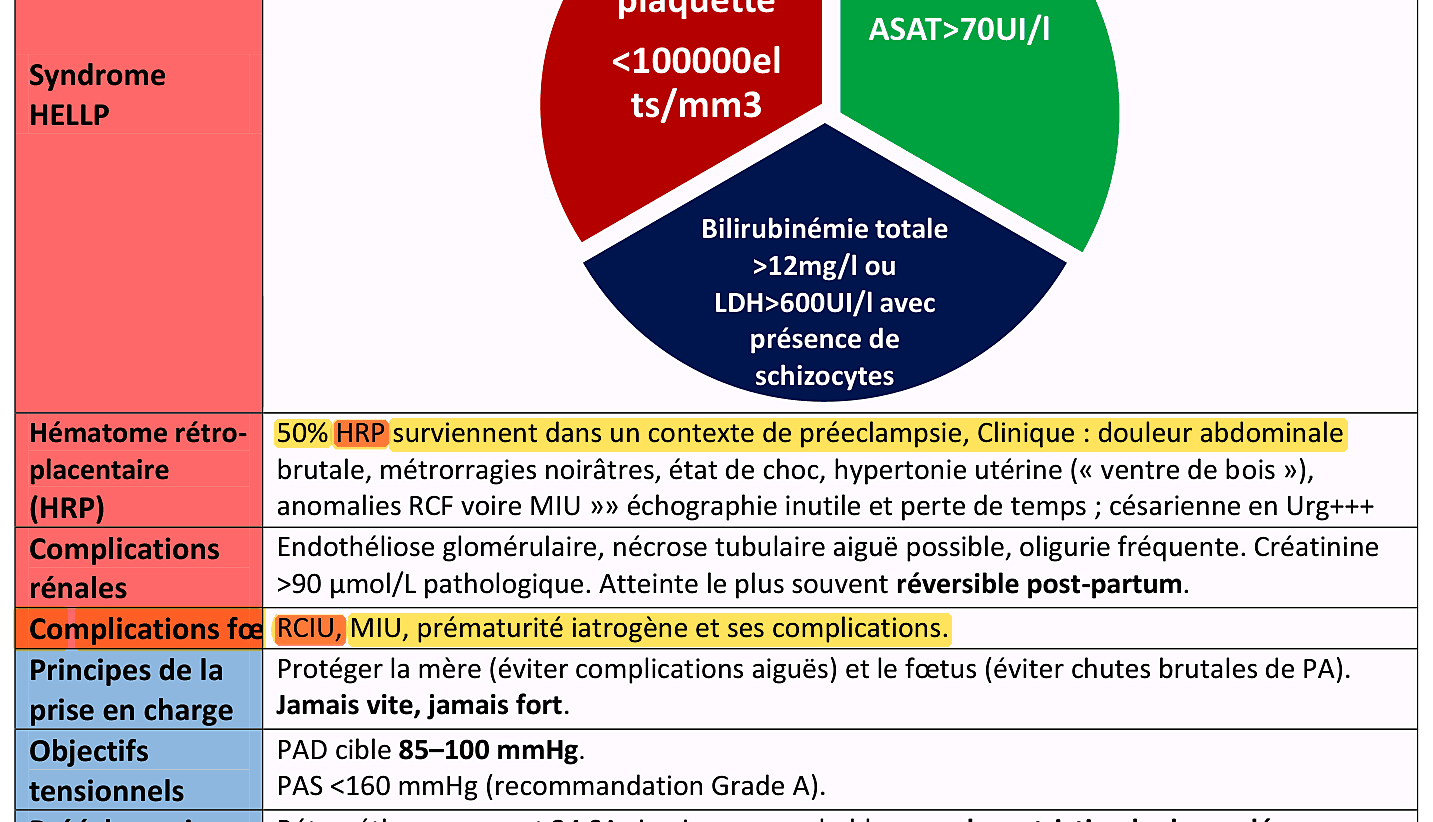 plaquette
<100000el
ts/mm3
ASAT>70UI/l
Syndrome
HELLP
Bilirubinémie totale
>12mg/l ou
LDH>600UI/l avec
présence de
schizocytes
Hématome rétro-
placentaire
(HRP)
50% HRP surviennent dans un contexte de préeclampsie, Clinique : douleur abdominale
brutale, métrorragies noirâtres, état de choc, hypertonie utérine (« ventre de bois »),
anomalies RCF voire MIU »» échographie inutile et perte de temps ; césarienne en Urg+++
Complications
rénales
Endothéliose glomérulaire, nécrose tubulaire aiguë possible, oligurie fréquente. Créatinine
>90 µmol/L pathologique. Atteinte le plus souvent réversible post-partum.
Complications fœ
RCIU, MIU, prématurité iatrogène et ses complications.
Principes de la
prise en charge
Protéger la mère (éviter complications aiguës) et le fœtus (éviter chutes brutales de PA).
Jamais vite, jamais fort.
Objectifs
tensionnels
PAD cible 85–100 mmHg.
PAS <160 mmHg (recommandation Grade A).